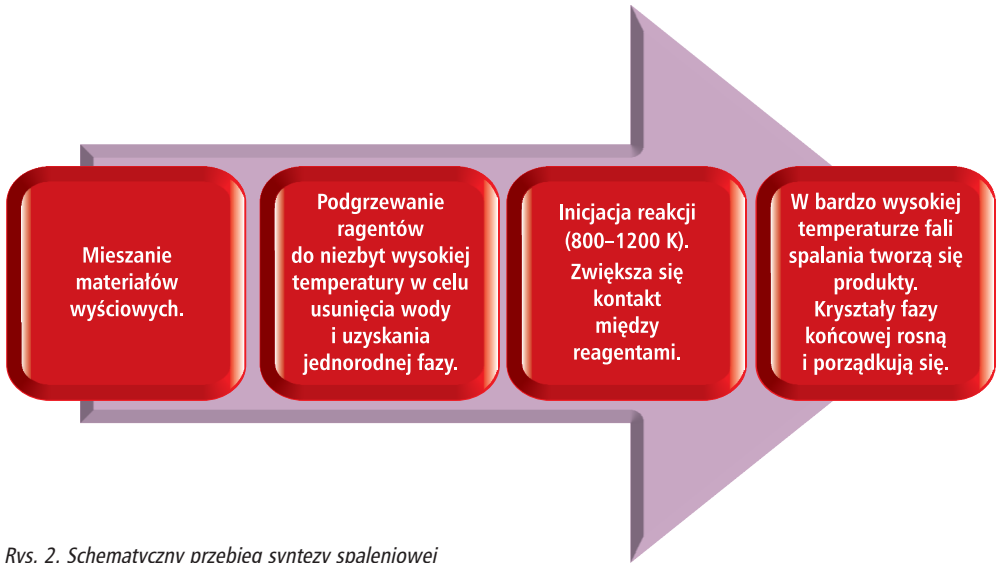 Mieszanie
materiałów
wyściowych.
Podgrzewanie
ragentów
do niezbyt wysokiej
temperatury w celu
usunięcia wody
i uzyskania
jednorodnej fazy.
Inicjacja reakcji
(800–1200 K).
Zwiększa się
kontakt
między
reagentami.
W bardzo wysokiej
temperaturze fali
spalania tworzą się
produkty.
Kryształy fazy
końcowej rosną
i porządkują się.
Rys. 2. Schematyczny przebieg syntezy spaleniowej